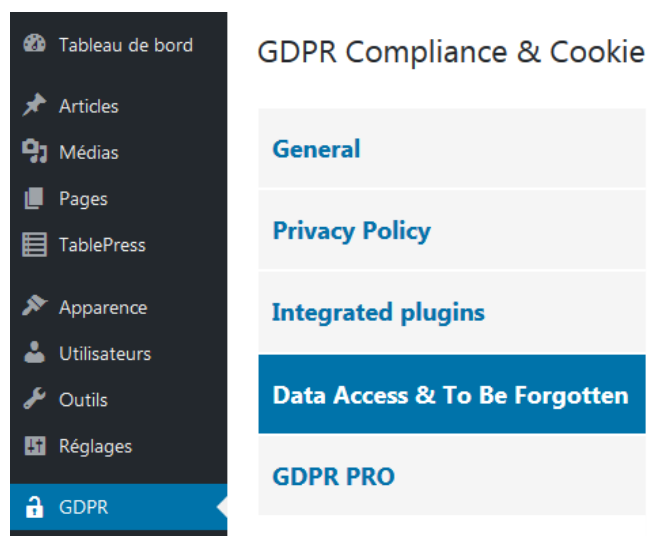 Tableau de bord
Articles
Médias
Pages
TablePress
Apparence
Utilisateurs
Outils
Réglages
GDPR
GDPR Compliance & Cookie
General
Privacy Policy
Integrated plugins
Data Access & To Be Forgotten
GDPR PRO